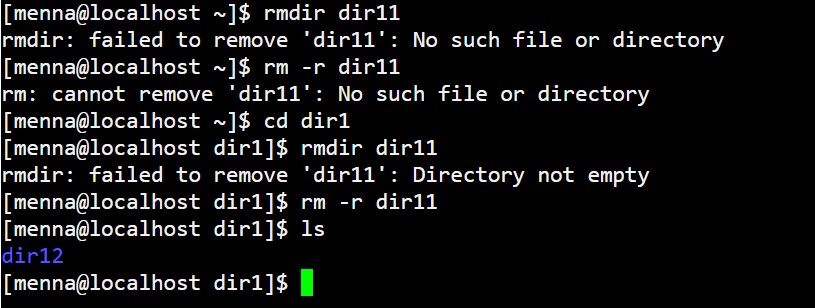 [menna@localhost ~]$ rmdir dir11
rmdir: failed to remove 'dir11': No such file or directory
[menna@localhost ~]$ rm -r dir11
rm: cannot remove 'dir11': No such file or directory
[menna@localhost ~]$ cd dir1
[menna@localhost dir1]$ rmdir dir11
rmdir: failed to remove 'dir11': Directory not empty
[menna@localhost dir1]$ rm -r dir11
[menna@localhost dir1]$ ls
dir12
[menna@localhost dir1]$